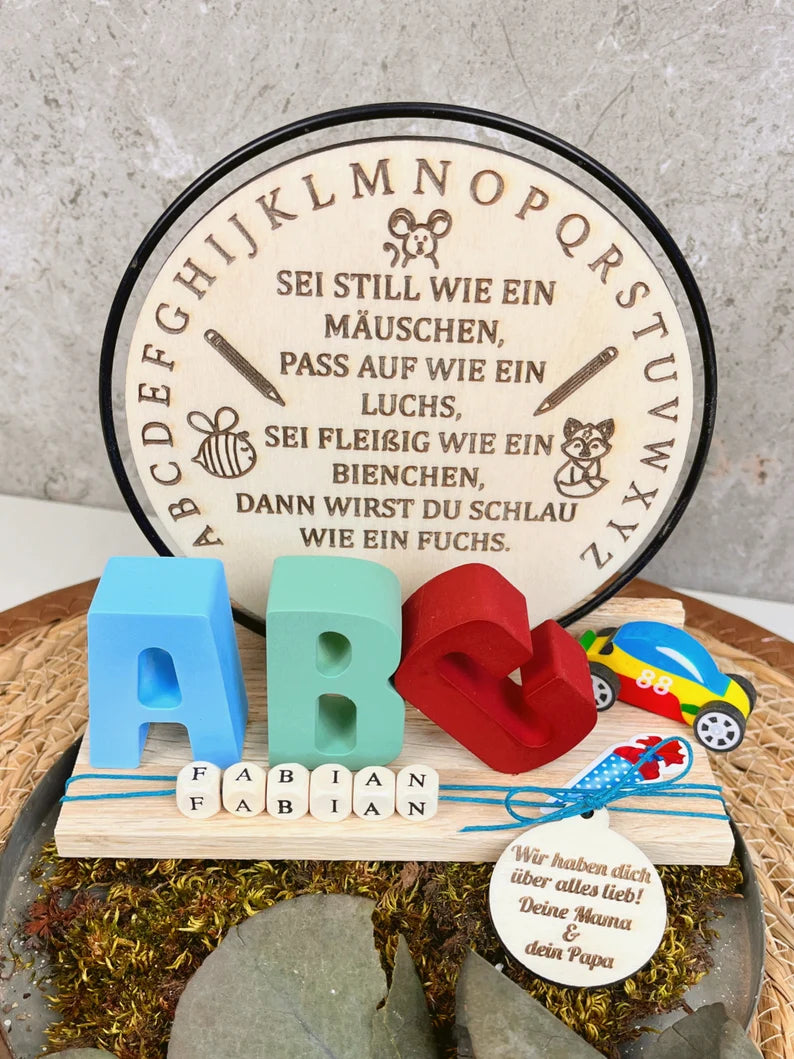 ABCDEFGHIJKLMNOPQRSTUVWXYZ
SEI STILL WIE EIN
MÄUSCHEN,
PASS AUF WIE EIN
LUCHS,
SEI FLEIßIG WIE EIN
BIENCHEN,
DANN WIRST DU SCHLAU
WIE EIN FUCHS.
ABC
88
FABIAN
FABIAN
Wir haben dich
über alles lieb!
Deine Mama
&
dein Papa